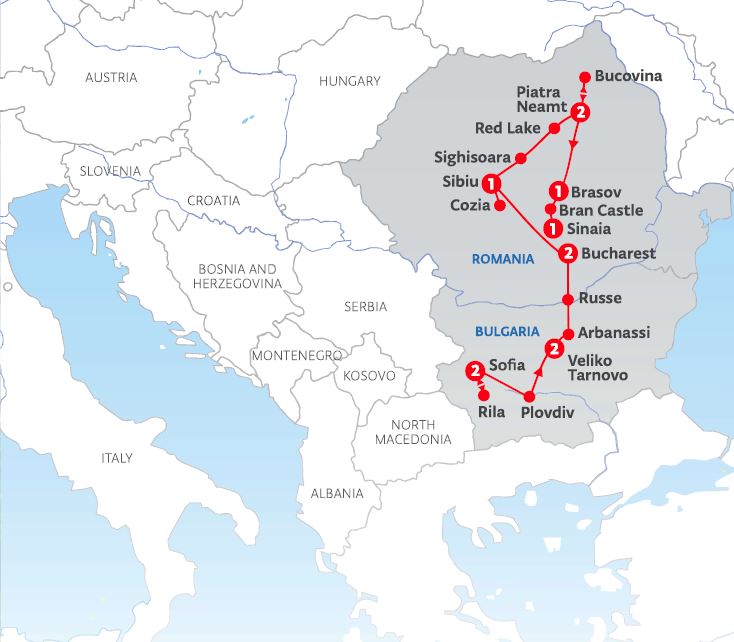 Bucovina
AUSTRIA
HUNGARY
Piatra
Neamt
2
Red Lake
Sighisoara
SLOVENIA
Sibiu
1
1
Brasov
CROATIA
Cozia
Bran Castle
1
Sinaia
2
Bucharest
ROMANIA
BOSNIA AND
HERZEGOVINA
Russe
SERBIA
BULGARIA
Arbanassi
2
Veliko
Tarnovo
MONTENEGRO
2
Sofia
KOSOVO
Rila
Plovdiv
NORTH
MACEDONIA
ITALY
ALBANIA